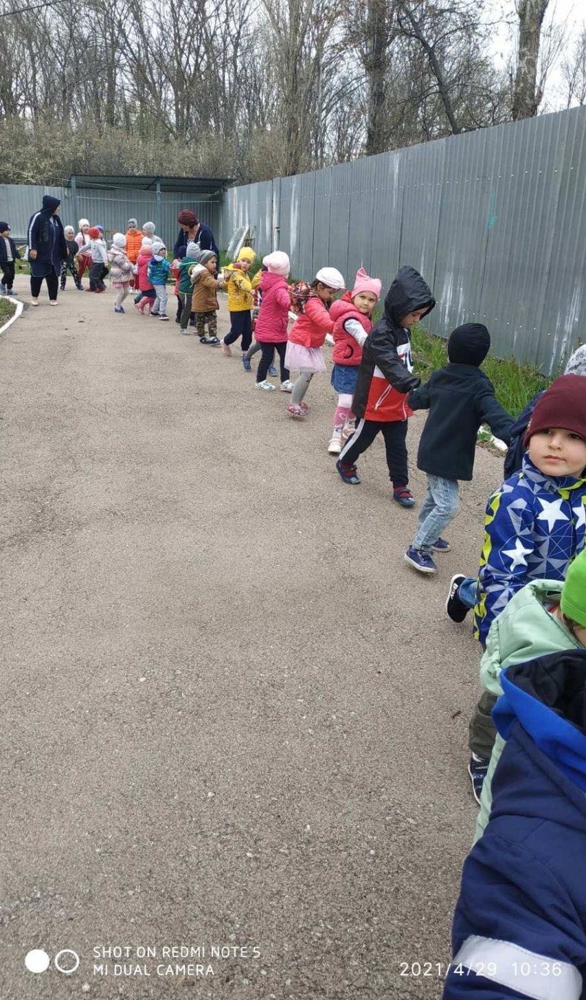 SHOT ON REDMI NOTE 5
MI DUAL CAMERA
2021/4/29 10:36